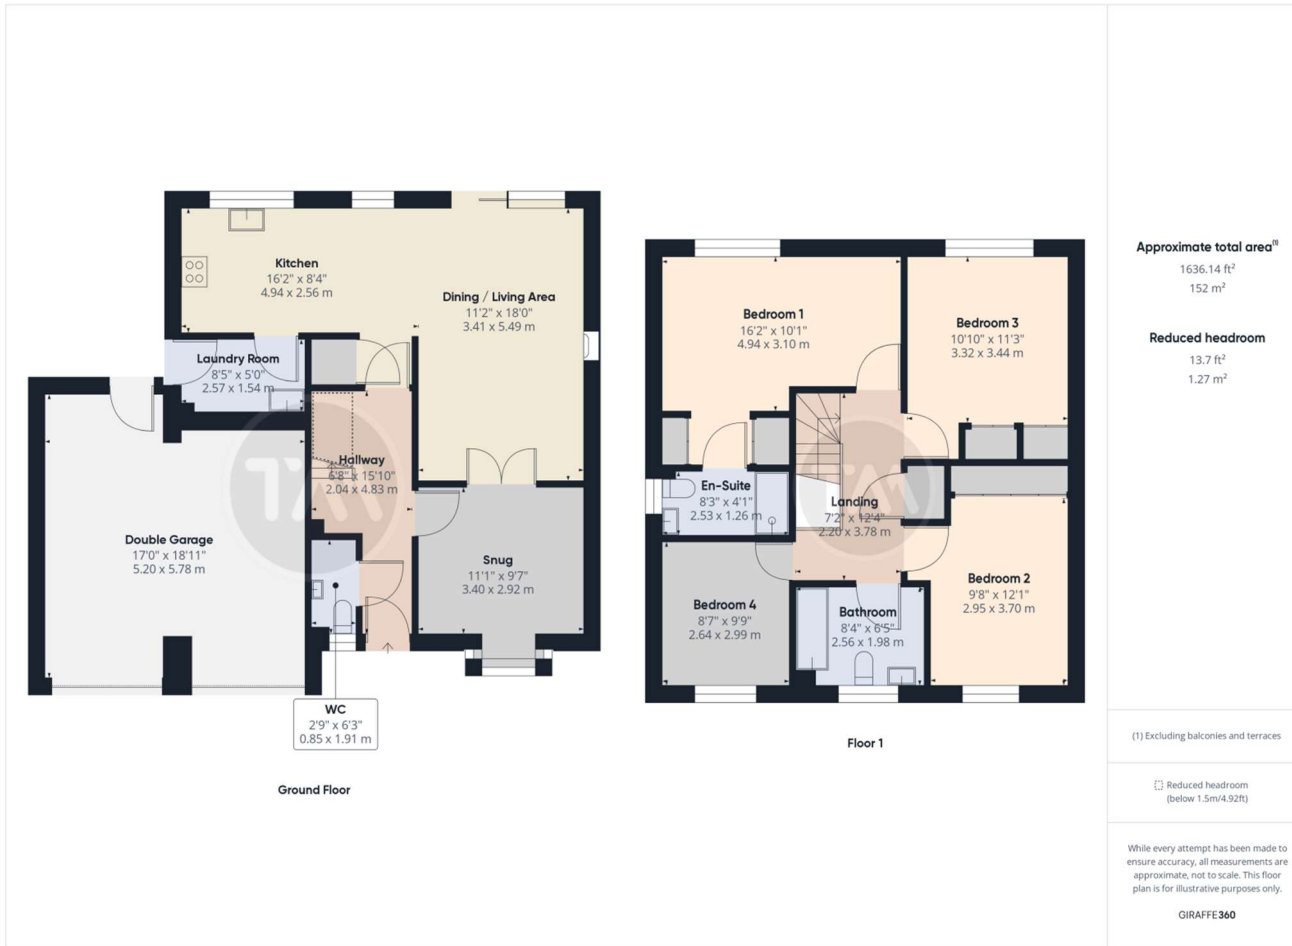 Kitchen
16'2" x 8'4"
4.94 x 2.56 m
Dining / Living Area
11'2" x 18'0"
3.41 x 5.49 m
Laundry Room
8'5" x 5'0"
2.57 x 1.54 m
Hallway
6'8" x 15'10"
2.04 x 4.83 m
Double Garage
17'0" x 18'11"
5.20 x 5.78 m
Snug
11'1" x 9'7"
3.40 x 2.92 m
WC
2'9" x 6'3"
0.85 x 1.91 m
Ground Floor
TM
Bedroom 1
16'2" x 10'1"
4.94 x 3.10 m
Bedroom 3
10'10" x 11'3"
3.32 x 3.44 m
En-Suite
8'3" x 4'1"
2.53 x 1.26 m
Landing
7'2" x 12'4"
2.20 x 3.78 m
Bedroom 2
9'8" x 12'1"
2.95 x 3.70 m
Bedroom 4
8'7" x 9'9"
2.64 x 2.99 m
Bathroom
8'4" x 6'5"
2.56 x 1.98 m
Floor 1
TM
Approximate total area(1)
1636.14 ft²
152 m²
Reduced headroom
13.7 ft²
1.27 m²
(1) Excluding balconies and terraces
Reduced headroom
(below 1.5m/4.92ft)
While every attempt has been made to
ensure accuracy, all measurements are
approximate, not to scale. This floor
plan is for illustrative purposes only.
GIRAFFE360